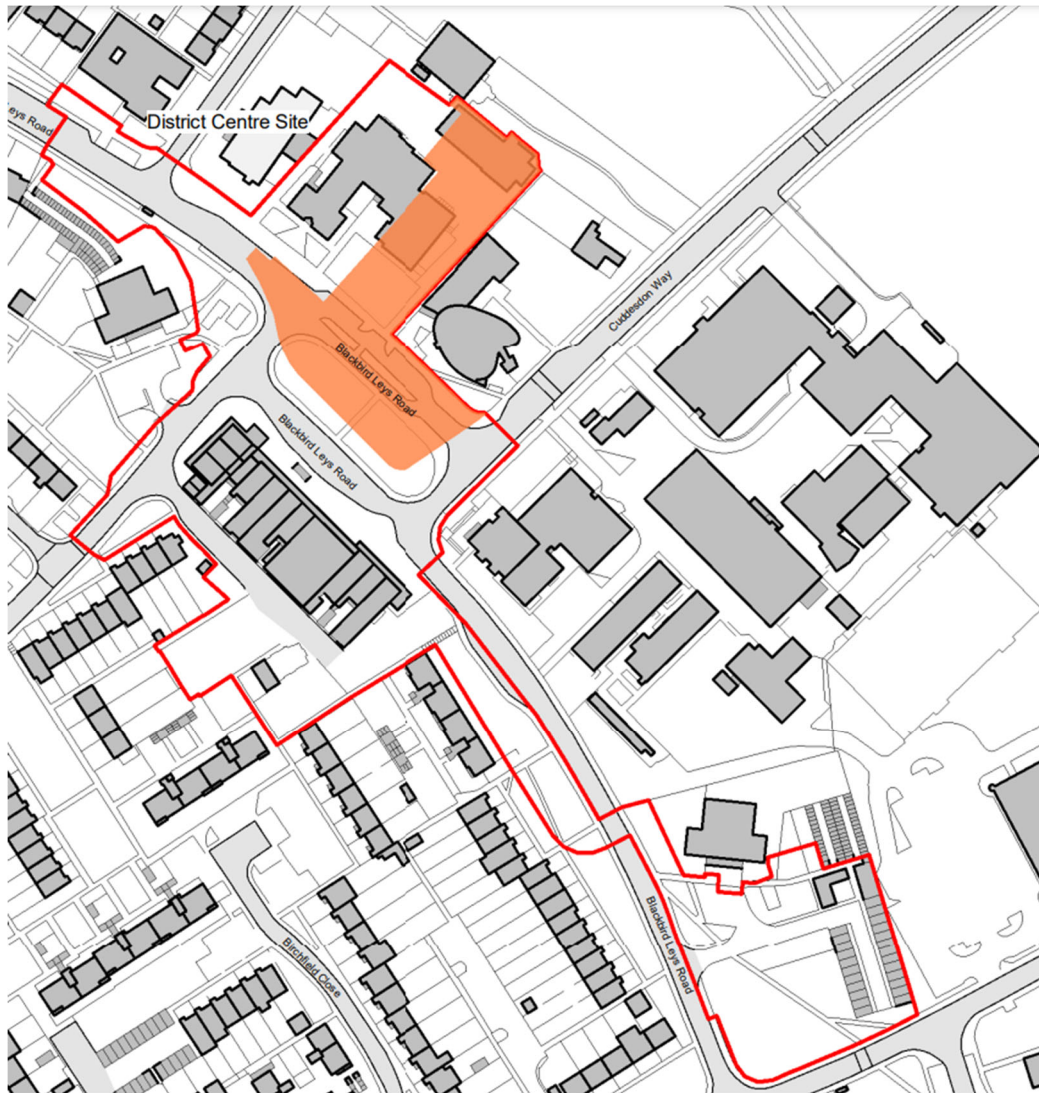 District Centre Site
Leys Road
Cuddesdon Way
Blackbird Leys Road
Blackbird Leys Road
Blackbird Leys Road
Birchfield Close